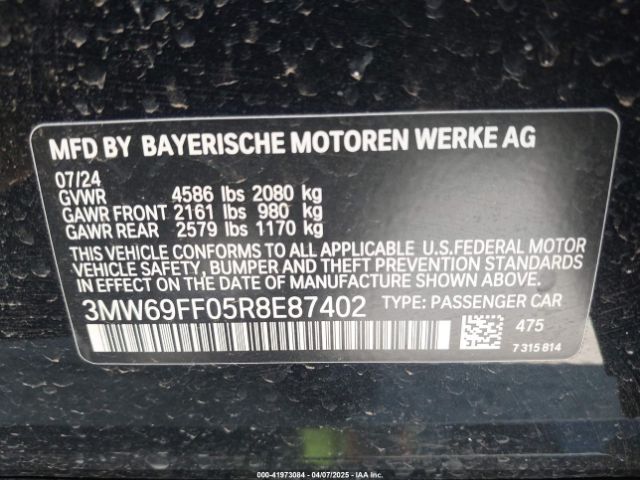 MFD BY BAYERISCHE MOTOREN WERKE AG
07/24
GVWR 4586 lbs 2080 kg
GAWR FRONT 2161 lbs 980 kg
GAWR REAR 2579 lbs 1170 kg
THIS VEHICLE CONFORMS TO ALL APPLICABLE U.S.FEDERAL MOTOR
VEHICLE SAFETY, BUMPER AND THEFT PREVENTION STANDARDS
IN EFFECT ON THE DATE OF MANUFACTURE SHOWN ABOVE.
3MW69FF05R8E87402 TYPE: PASSENGER CAR
475
7 315 814
000-41973084 | 04/07/2025 - IAA Inc.